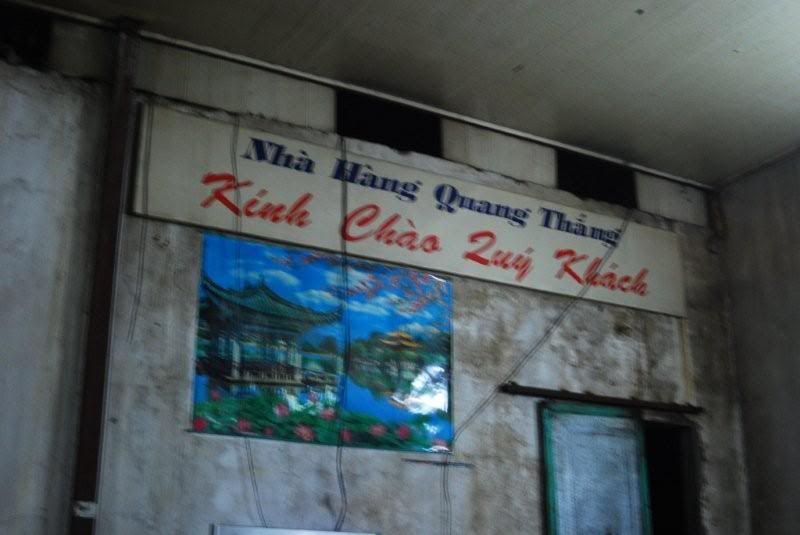 Nhà Hàng Quang Thắng
Kính Chào Quý Khách